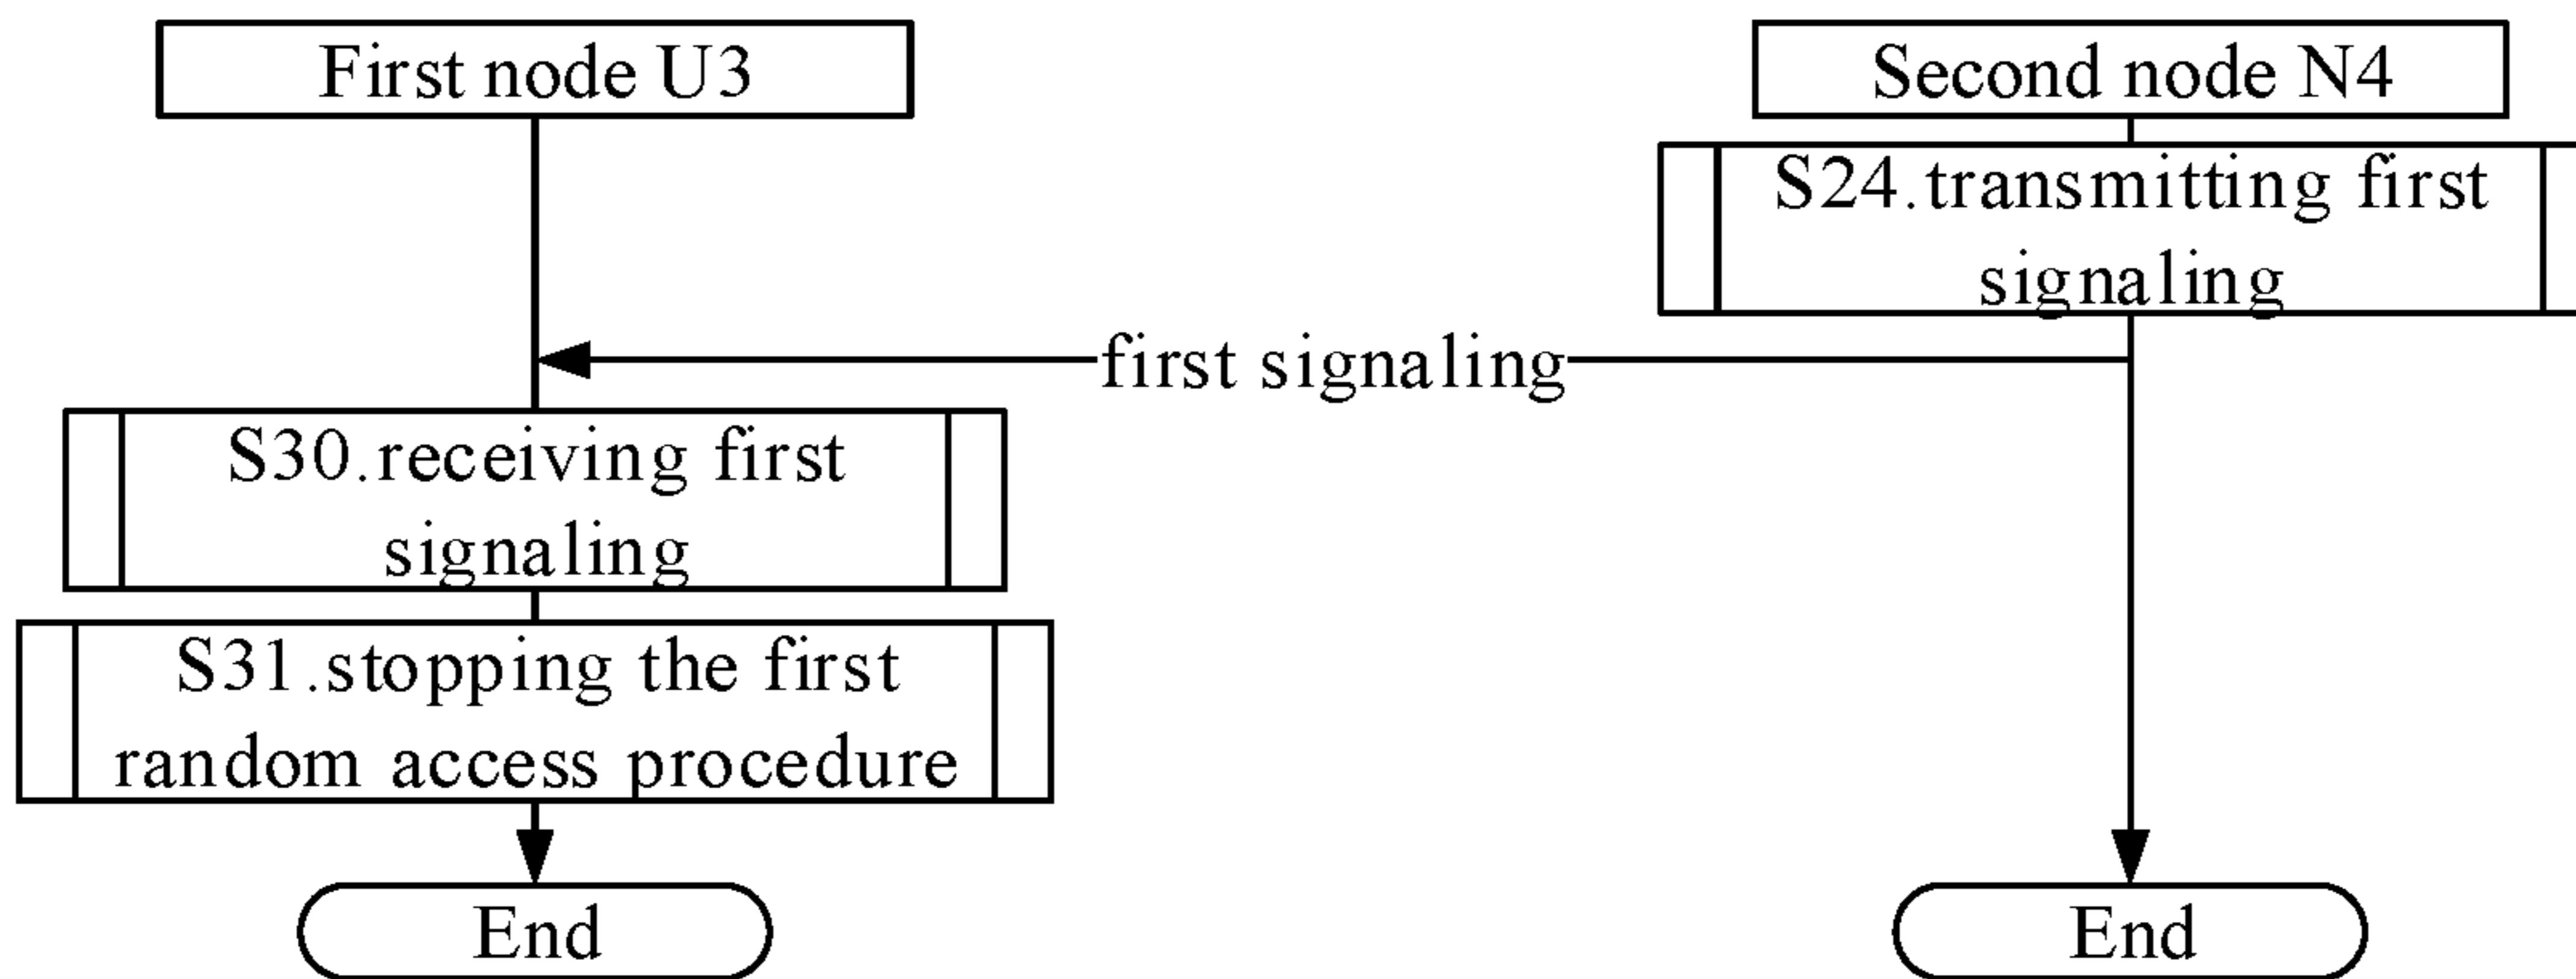 First node U3
Second node N4
S24.transmitting first
signaling
first signaling
S30.receiving first
signaling
S31.stopping the first
random access procedure
End
End